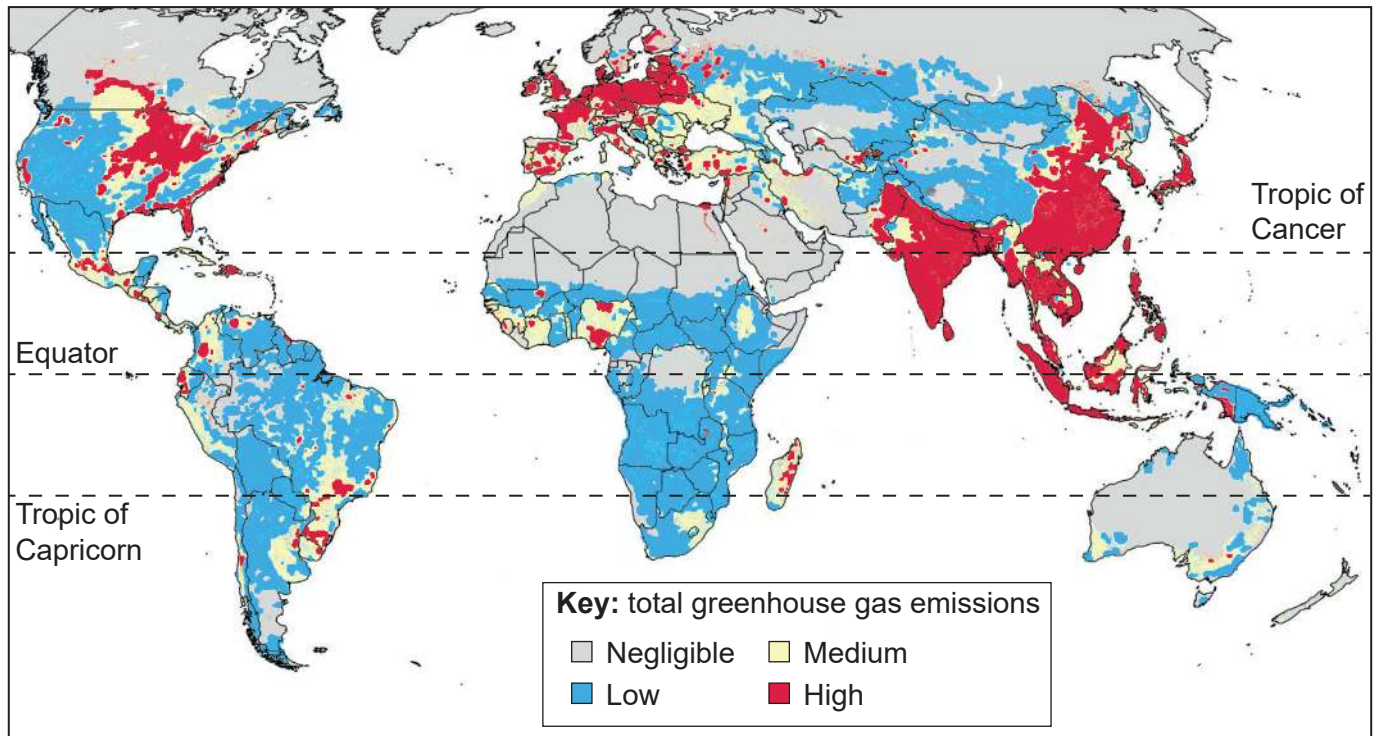 Tropic of
Cancer
Equator
Tropic of
Capricorn
Key: total greenhouse gas emissions
Negligible
Medium
Low
High